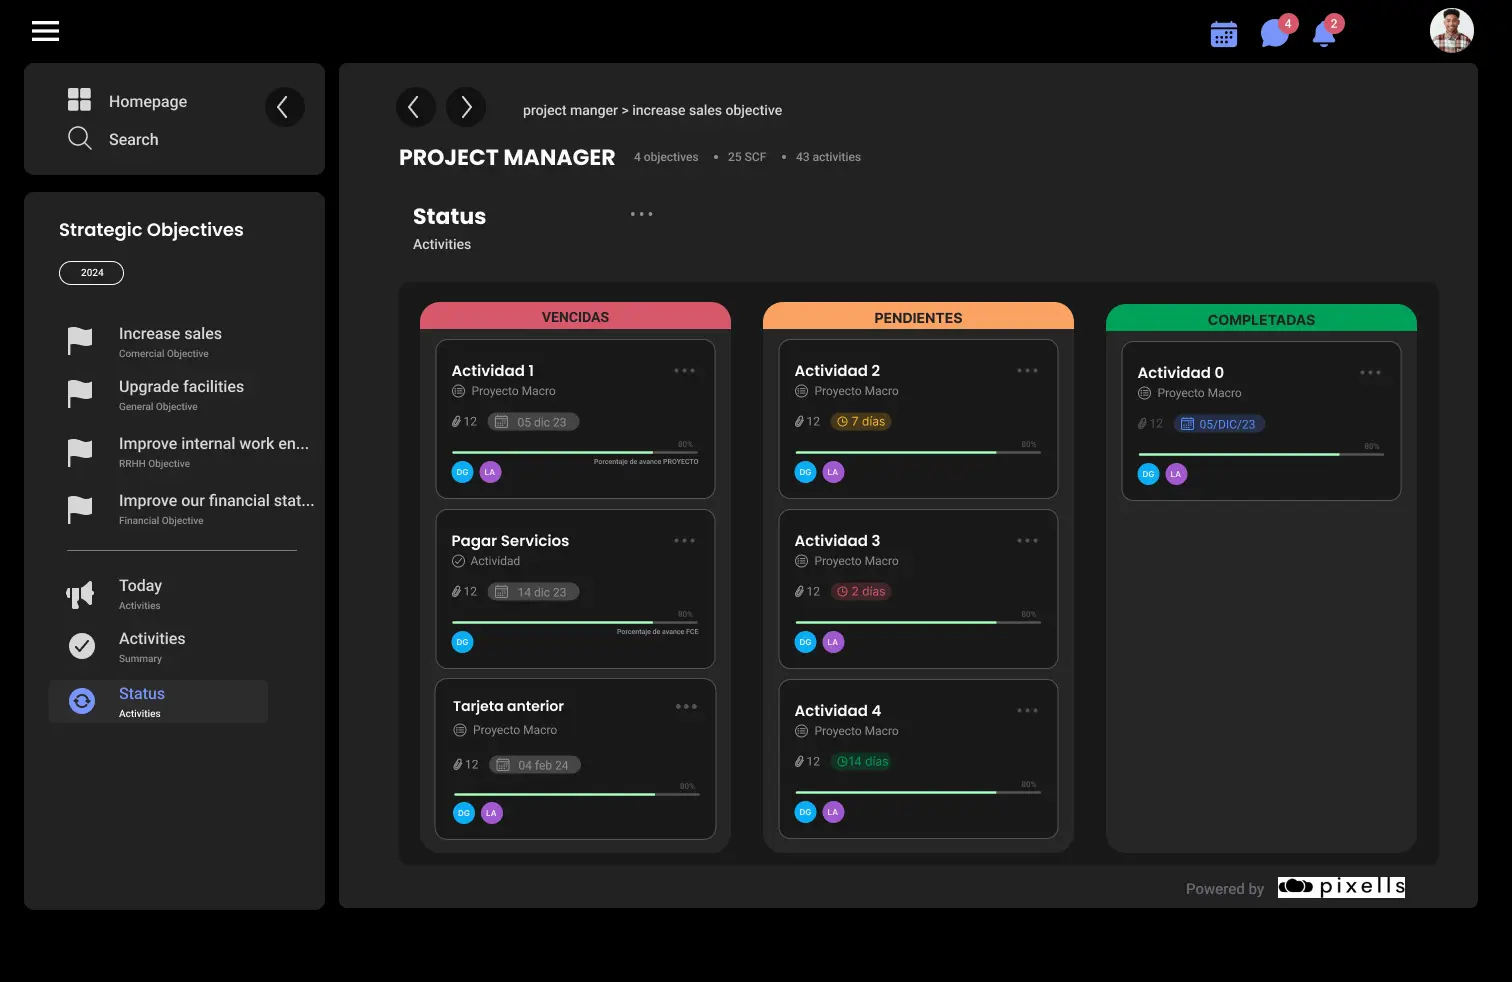 4
2
Homepage
Search
Strategic Objectives
2024
Increase sales
Comercial Objective
Upgrade facilities
General Objective
Improve internal work en...
RRHH Objective
Improve our financial stat...
Financial Objective
Today
Activities
Activities
Summary
Status
Activities
project manger > increase sales objective
PROJECT MANAGER 4 objectives • 25 SCF • 43 activities
Status
Activities
VENCIDAS
Actividad 1
Proyecto Macro
12 05 dic 23
80%
Porcentaje de avance PROYECTO
DG LA
Pagar Servicios
Actividad
12 14 dic 23
80%
Porcentaje de avance FCE
DG
Tarjeta anterior
Proyecto Macro
12 04 feb 24
80%
DG LA
PENDIENTES
Actividad 2
Proyecto Macro
12 7 días
80%
DG LA
Actividad 3
Proyecto Macro
12 2 días
80%
DG LA
Actividad 4
Proyecto Macro
12 14 días
80%
DG LA
COMPLETADAS
Actividad 0
Proyecto Macro
12 05/DIC/23
80%
DG LA
Powered by pixells